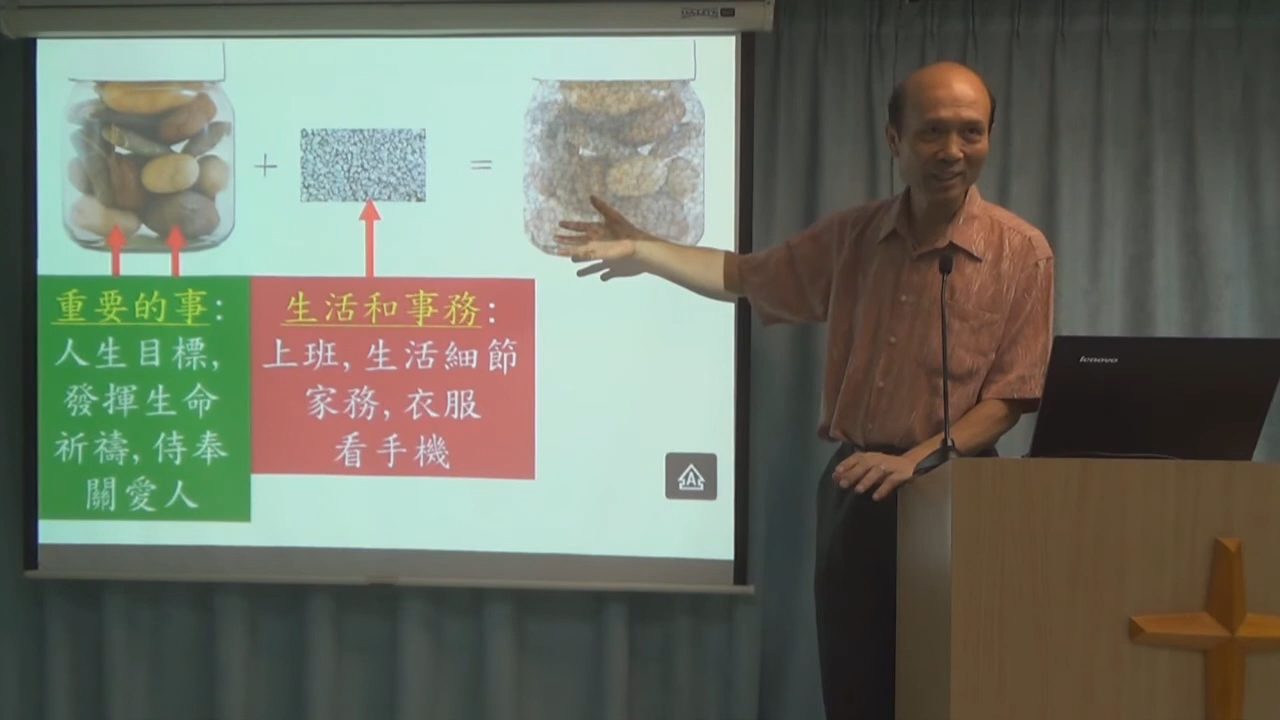 +
=
重要的事:
人生目標,
發揮生命
祈禱, 侍奉
關愛人
生活和事務:
上班, 生活細節
家務, 衣服
看手機
A
lenovo